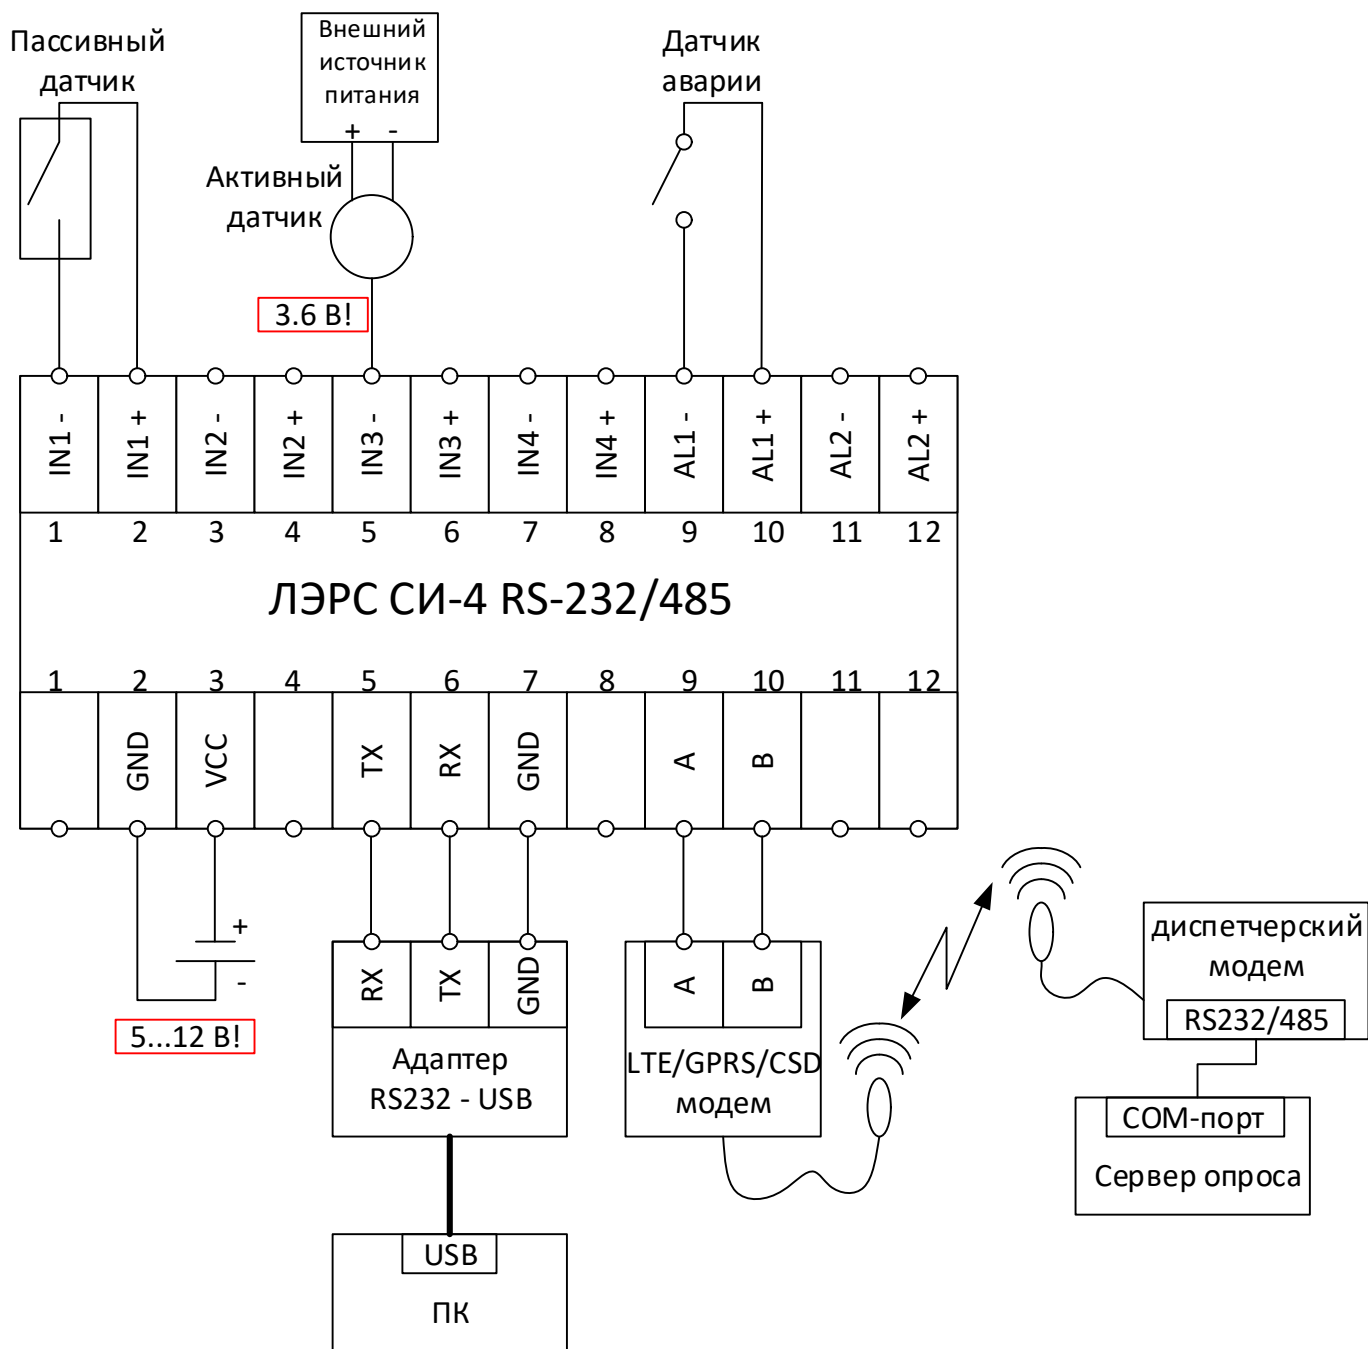 Пассивный
датчик
Внешний
источник
питания
+ -
Датчик
аварии
Активный
датчик
3.6 В!
IN1 -
IN1 +
IN2 -
IN2 +
IN3 -
IN3 +
IN4 -
IN4 +
AL1 -
AL1 +
AL2 -
AL2 +
1 2 3 4 5 6 7 8 9 10 11 12
ЛЭРС СИ-4 RS-232/485
1 2 3 4 5 6 7 8 9 10 11 12
GND
VCC
TX
RX
GND
A
B
+
-
5...12 В!
RX
TX
GND
Адаптер
RS232 - USB
A
B
LTE/GPRS/CSD
модем
диспетчерский
модем
RS232/485
COM-порт
Сервер опроса
USB
ПК